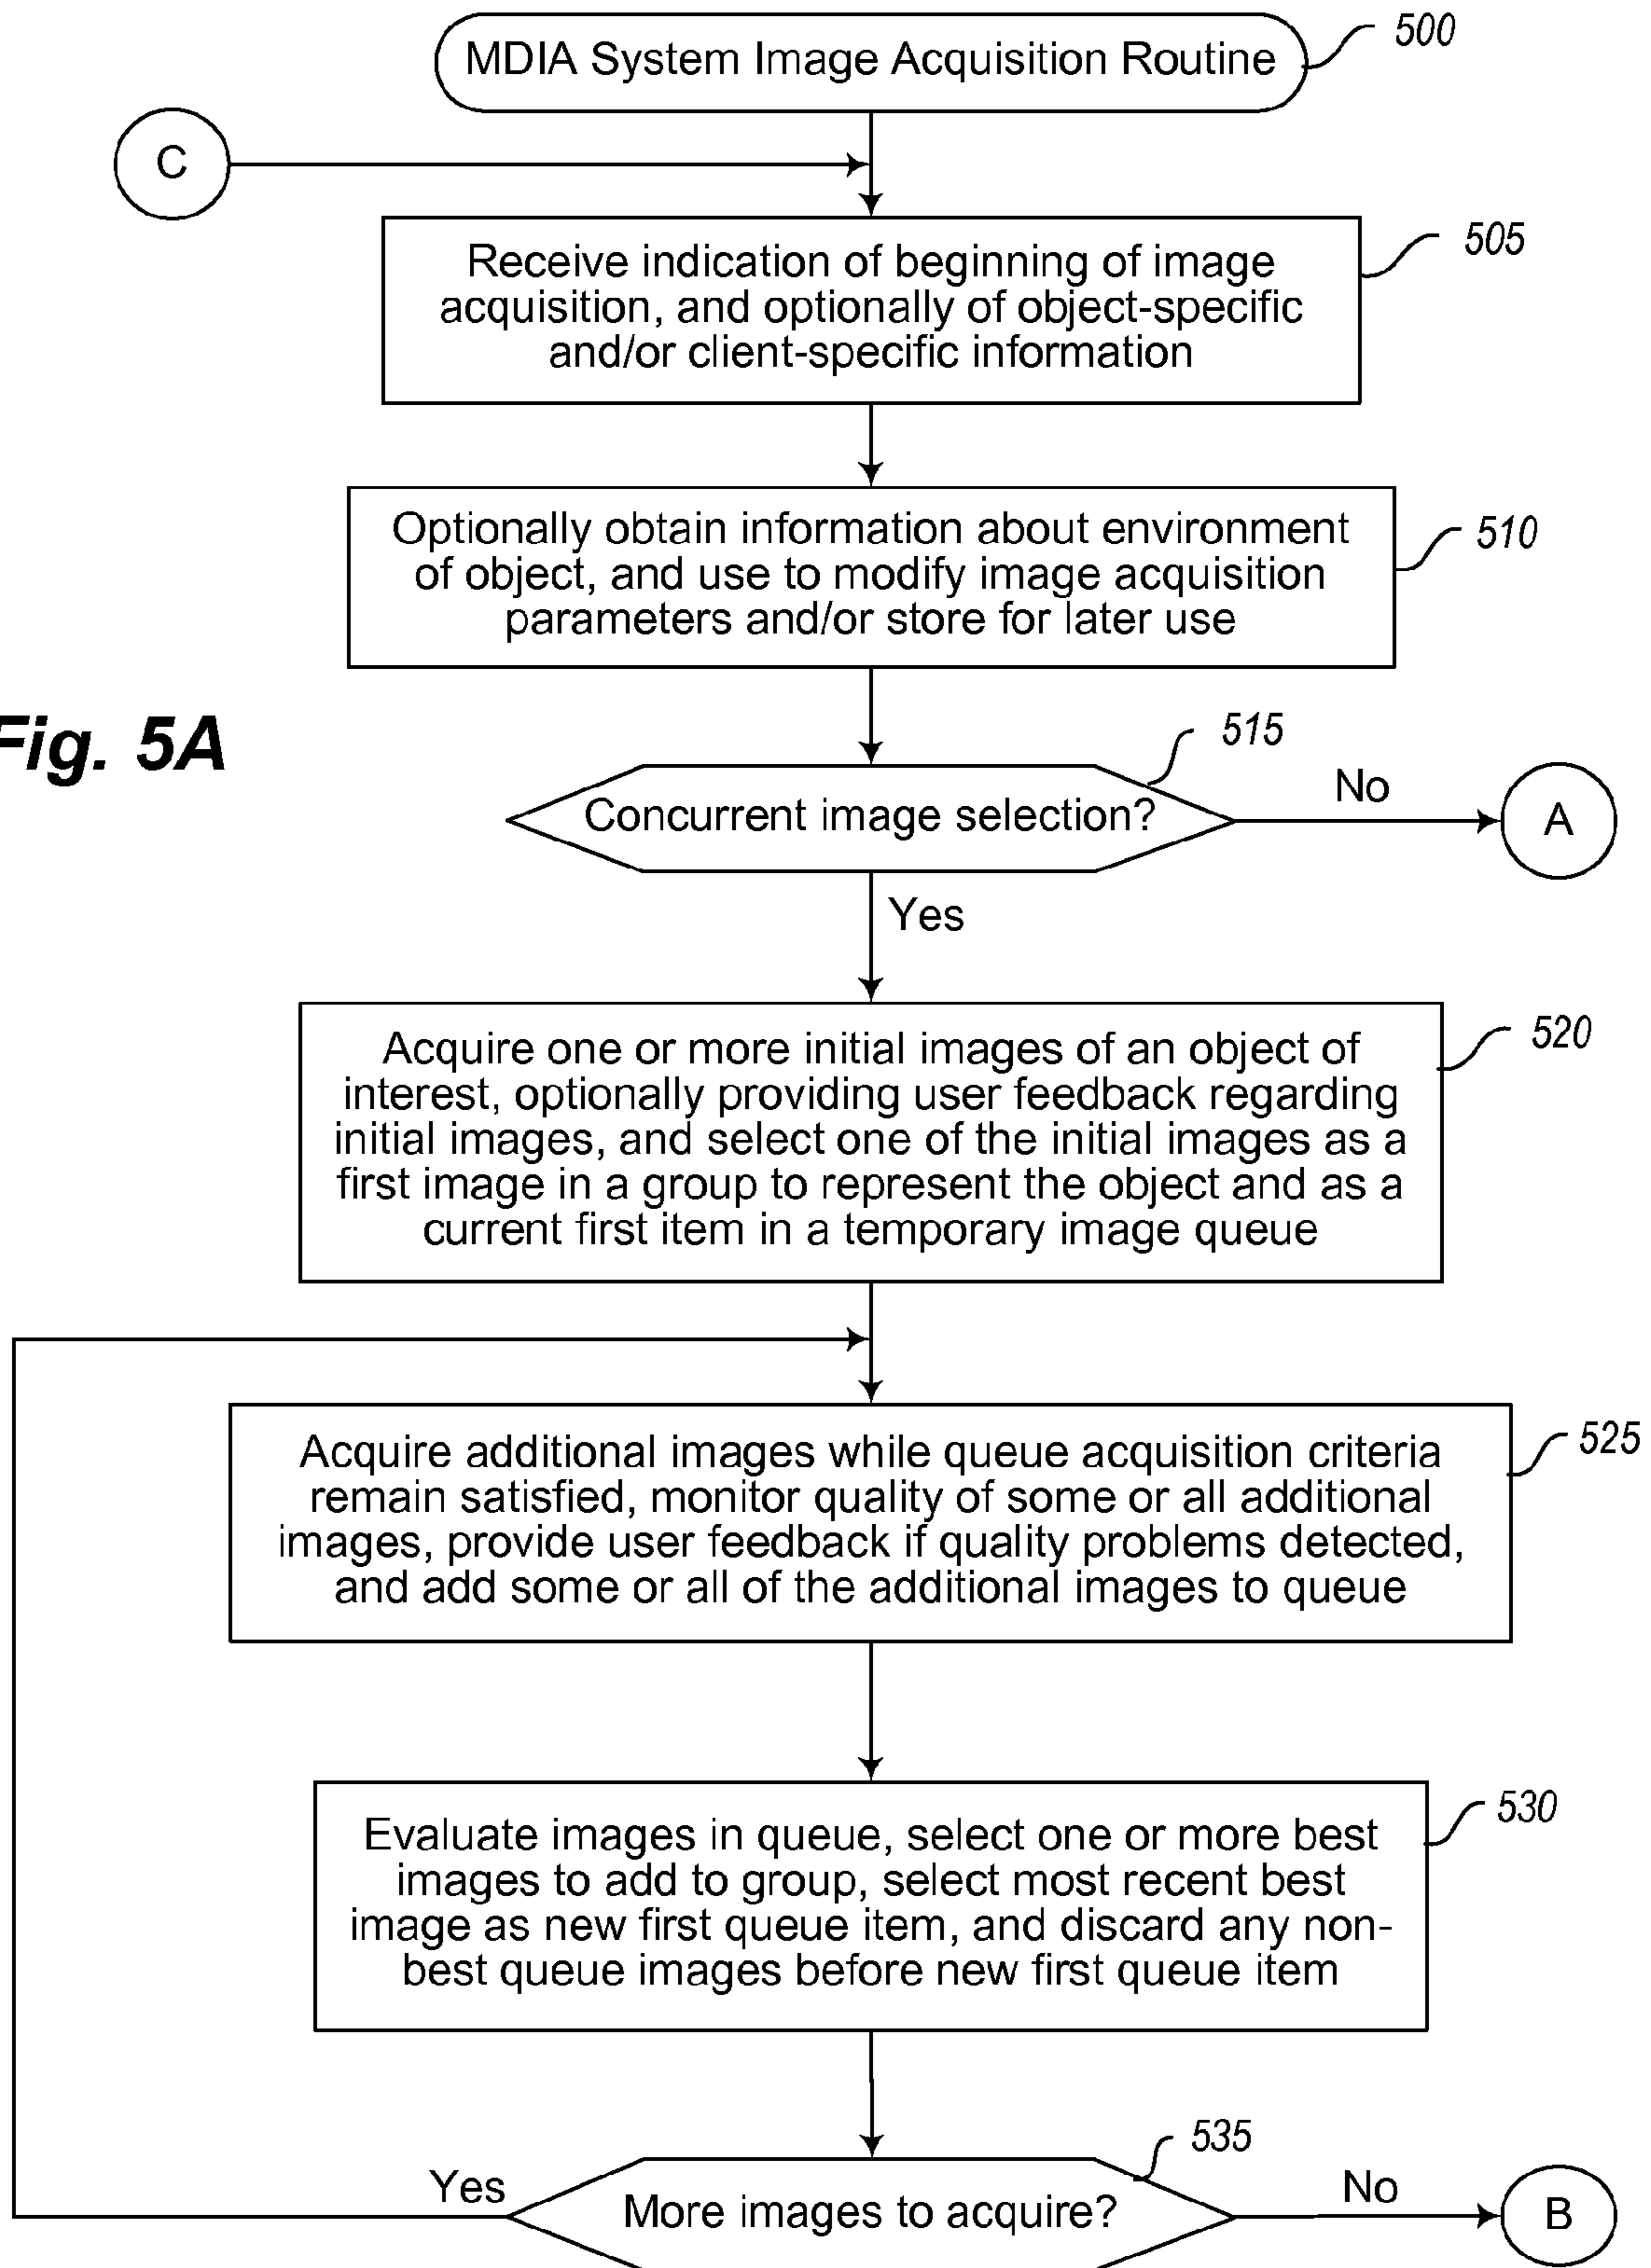 MDIA System Image Acquisition Routine
500
C
Receive indication of beginning of image
acquisition, and optionally of object-specific
and/or client-specific information
505
Optionally obtain information about environment
of object, and use to modify image acquisition
parameters and/or store for later use
510
Fig. 5A
515
Concurrent image selection?
No
A
Yes
Acquire one or more initial images of an object of
interest, optionally providing user feedback regarding
initial images, and select one of the initial images as a
first image in a group to represent the object and as a
current first item in a temporary image queue
520
Acquire additional images while queue acquisition criteria
remain satisfied, monitor quality of some or all additional
images, provide user feedback if quality problems detected,
and add some or all of the additional images to queue
525
Evaluate images in queue, select one or more best
images to add to group, select most recent best
image as new first queue item, and discard any non-
best queue images before new first queue item
530
535
Yes
More images to acquire?
No
B